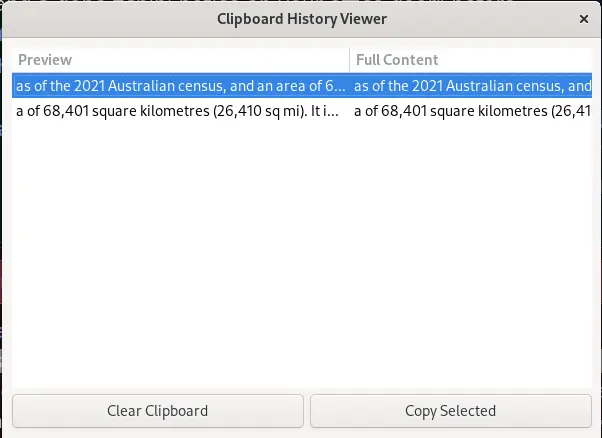 Clipboard History Viewer
×
Preview Full Content
as of the 2021 Australian census, and an area of 6... as of the 2021 Australian census, and
a of 68,401 square kilometres (26,410 sq mi). It i... a of 68,401 square kilometres (26,41
Clear Clipboard Copy Selected